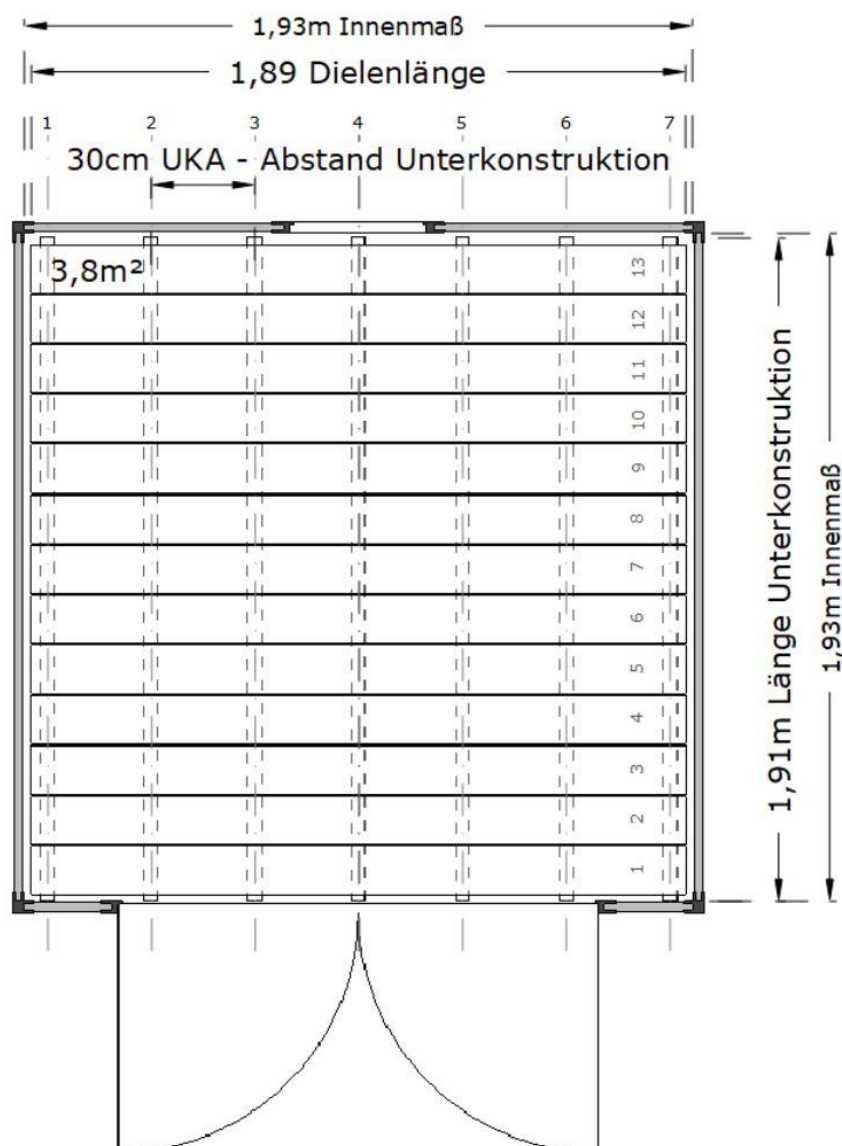 1,93m Innenmaß
1,89 Dielenlänge
1 2 3 4 5 6 7
30cm UKA - Abstand Unterkonstruktion
3,8m²
13
12
11
10
9
8
7
6
5
4
3
2
1
1,91m Länge Unterkonstruktion
1,93m Innenmaß